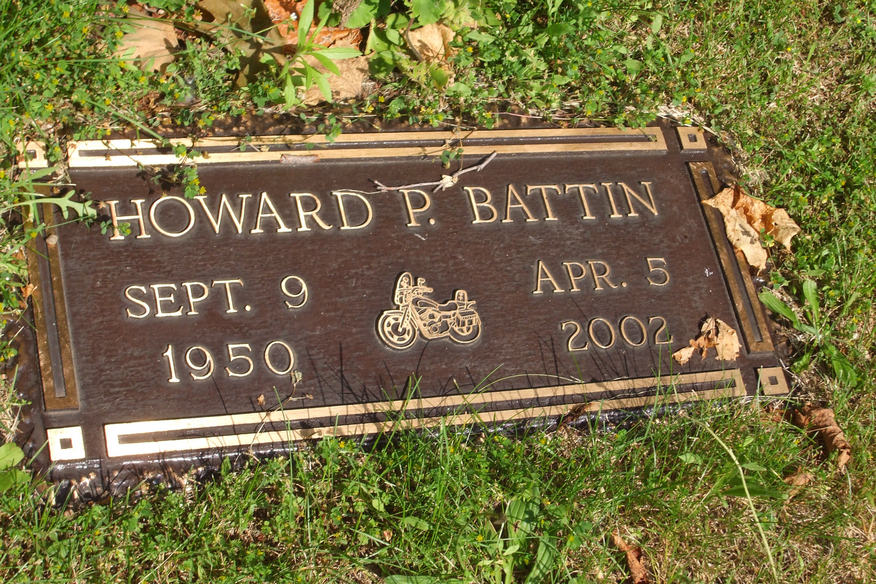 HOWARD P. BATTIN
SEPT. 9 APR. 5
1950 2002